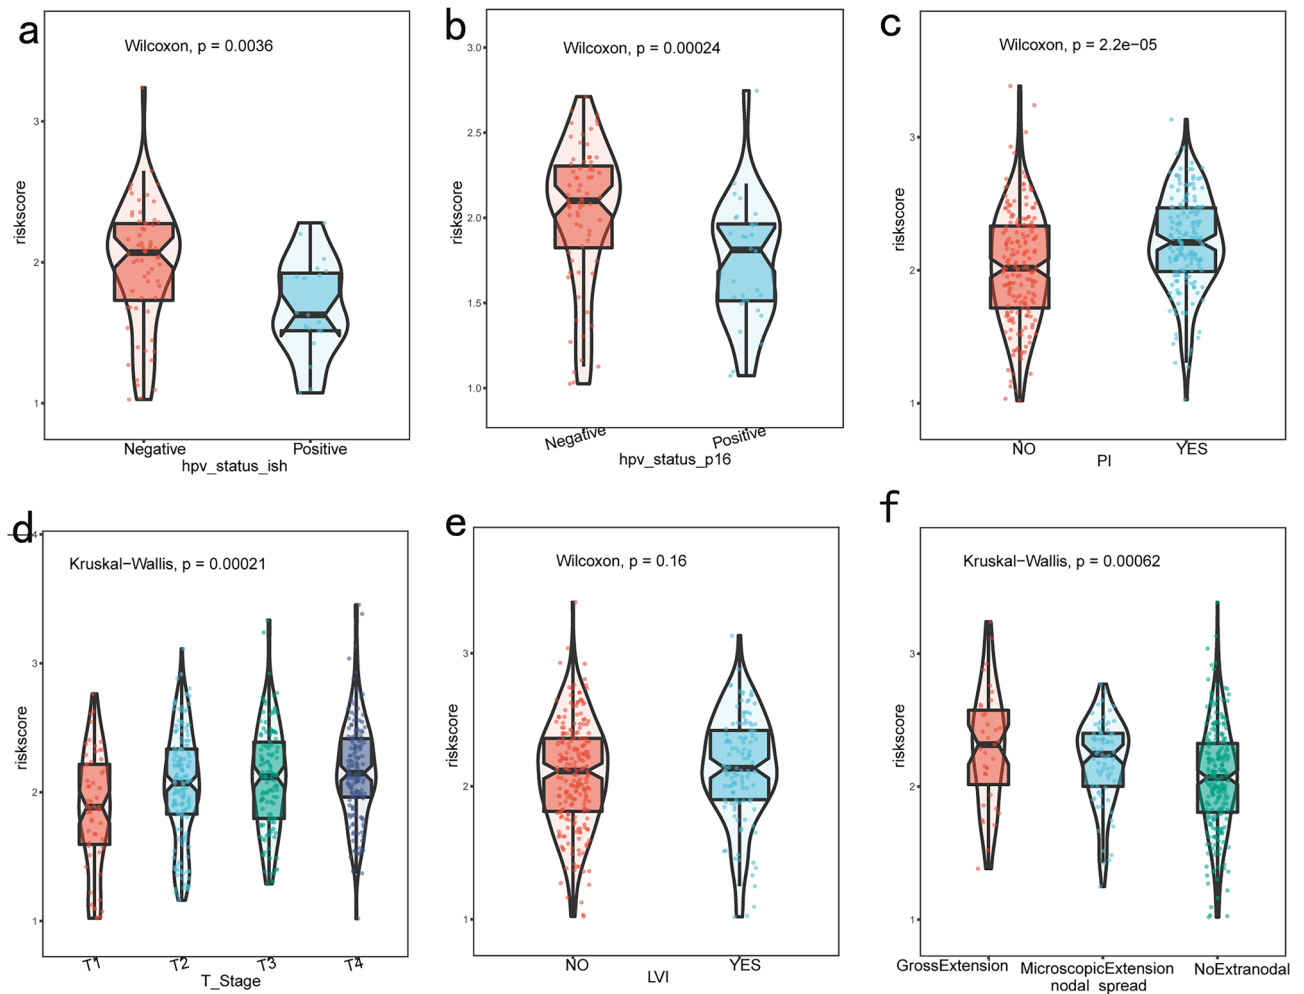 a
Wilcoxon, p = 0.0036
riskscore
3
2
1
Negative
Positive
hpv_status_ish
b
Wilcoxon, p = 0.00024
riskscore
3.0
2.5
2.0
1.5
1.0
Negative
Positive
hpv_status_p16
c
Wilcoxon, p = 2.2e−05
riskscore
3
2
1
NO
YES
PI
d
Kruskal−Wallis, p = 0.00021
riskscore
4
3
2
1
T1
T2
T3
T4
T_Stage
e
Wilcoxon, p = 0.16
riskscore
3
2
1
NO
YES
LVI
f
Kruskal−Wallis, p = 0.00062
riskscore
3
2
1
GrossExtension
MicroscopicExtension
NoExtranodal
nodal_spread